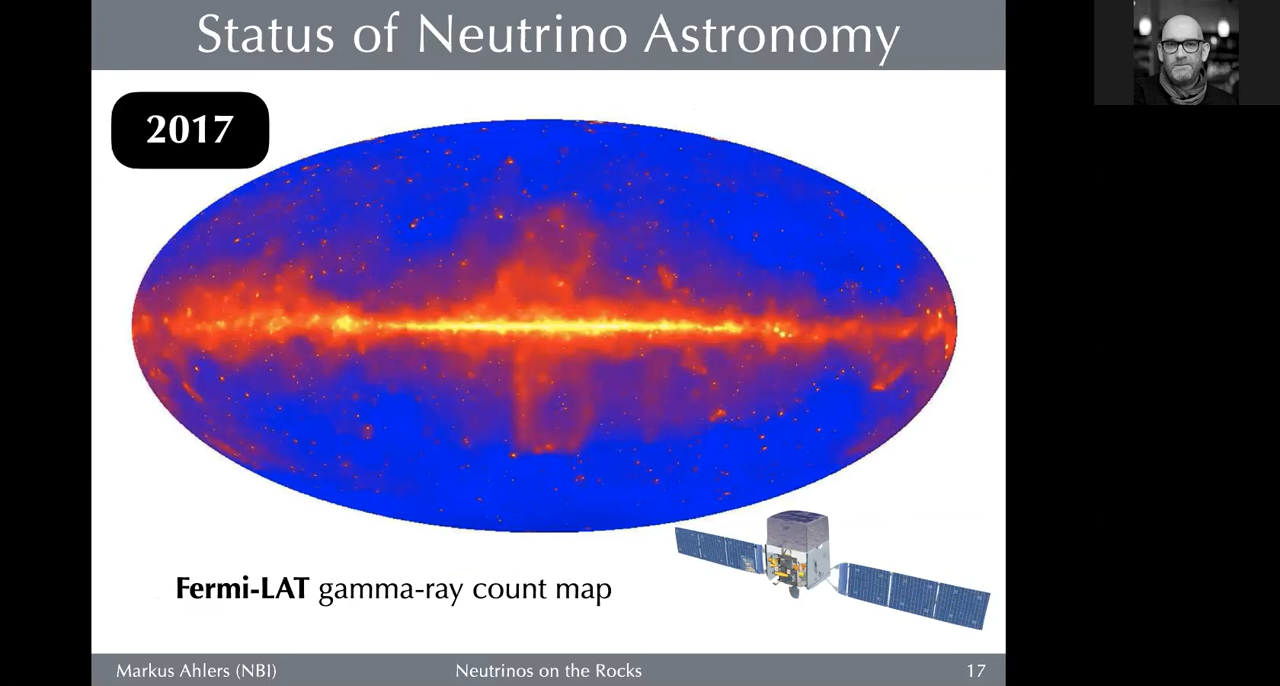 Status of Neutrino Astronomy
2017
Fermi-LAT gamma-ray count map
Markus Ahlers (NBI)
Neutrinos on the Rocks
17